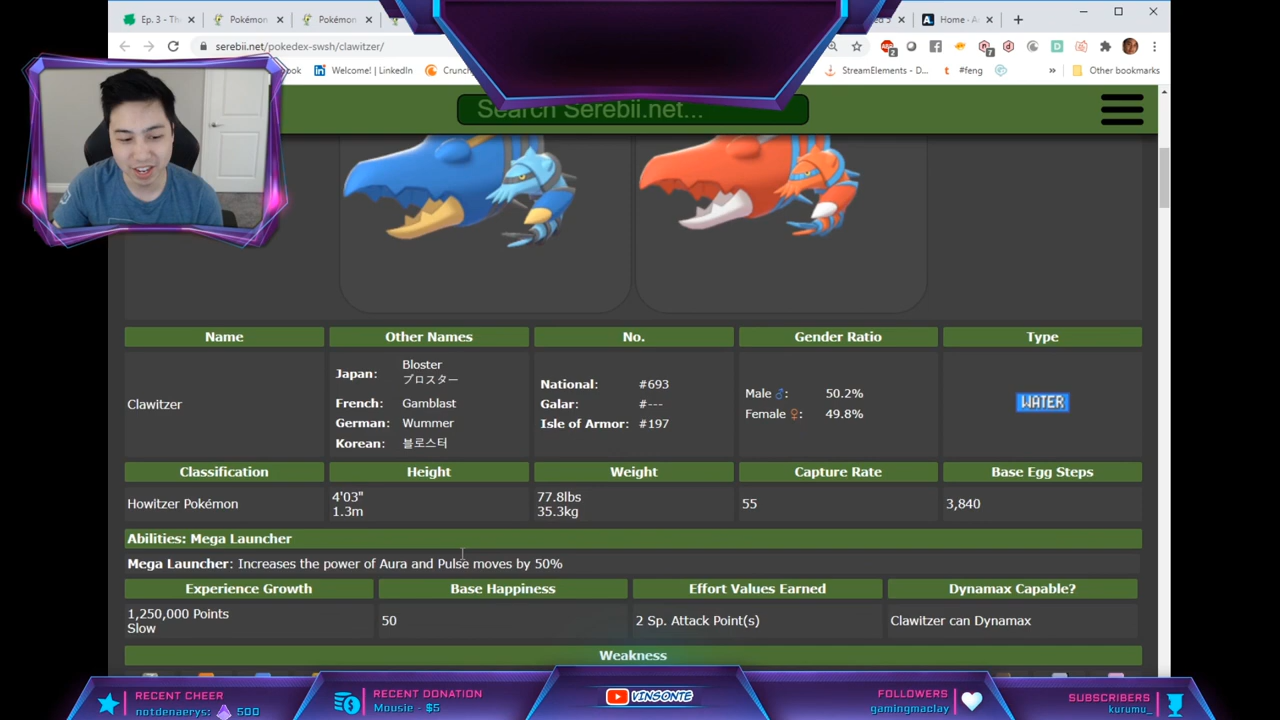 Ep. 3 - Th
Pokémon
Pokémon
Home - A
serebii.net/pokedex-swsh/clawitzer/
Welcome! | LinkedIn
Crunch
StreamElements - D...
#feng
Other bookmarks
Search Serebii.net...
Name
Other Names
No.
Gender Ratio
Type
Clawitzer
Japan: Bloster
ブロスター
French: Gamblast
German: Wummer
Korean: 블로스터
National: #693
Galar: #---
Isle of Armor: #197
Male ♂: 50.2%
Female ♀: 49.8%
WATER
Classification
Height
Weight
Capture Rate
Base Egg Steps
Howitzer Pokémon
4'03"
1.3m
77.8lbs
35.3kg
55
3,840
Abilities: Mega Launcher
Mega Launcher: Increases the power of Aura and Pulse moves by 50%
Experience Growth
Base Happiness
Effort Values Earned
Dynamax Capable?
1,250,000 Points
Slow
50
2 Sp. Attack Point(s)
Clawitzer can Dynamax
Weakness
RECENT CHEER
notdenaerys: 500
RECENT DONATION
Mousie - $5
VINSONTE
FOLLOWERS
gamingmaclay
SUBSCRIBERS
kurumu_